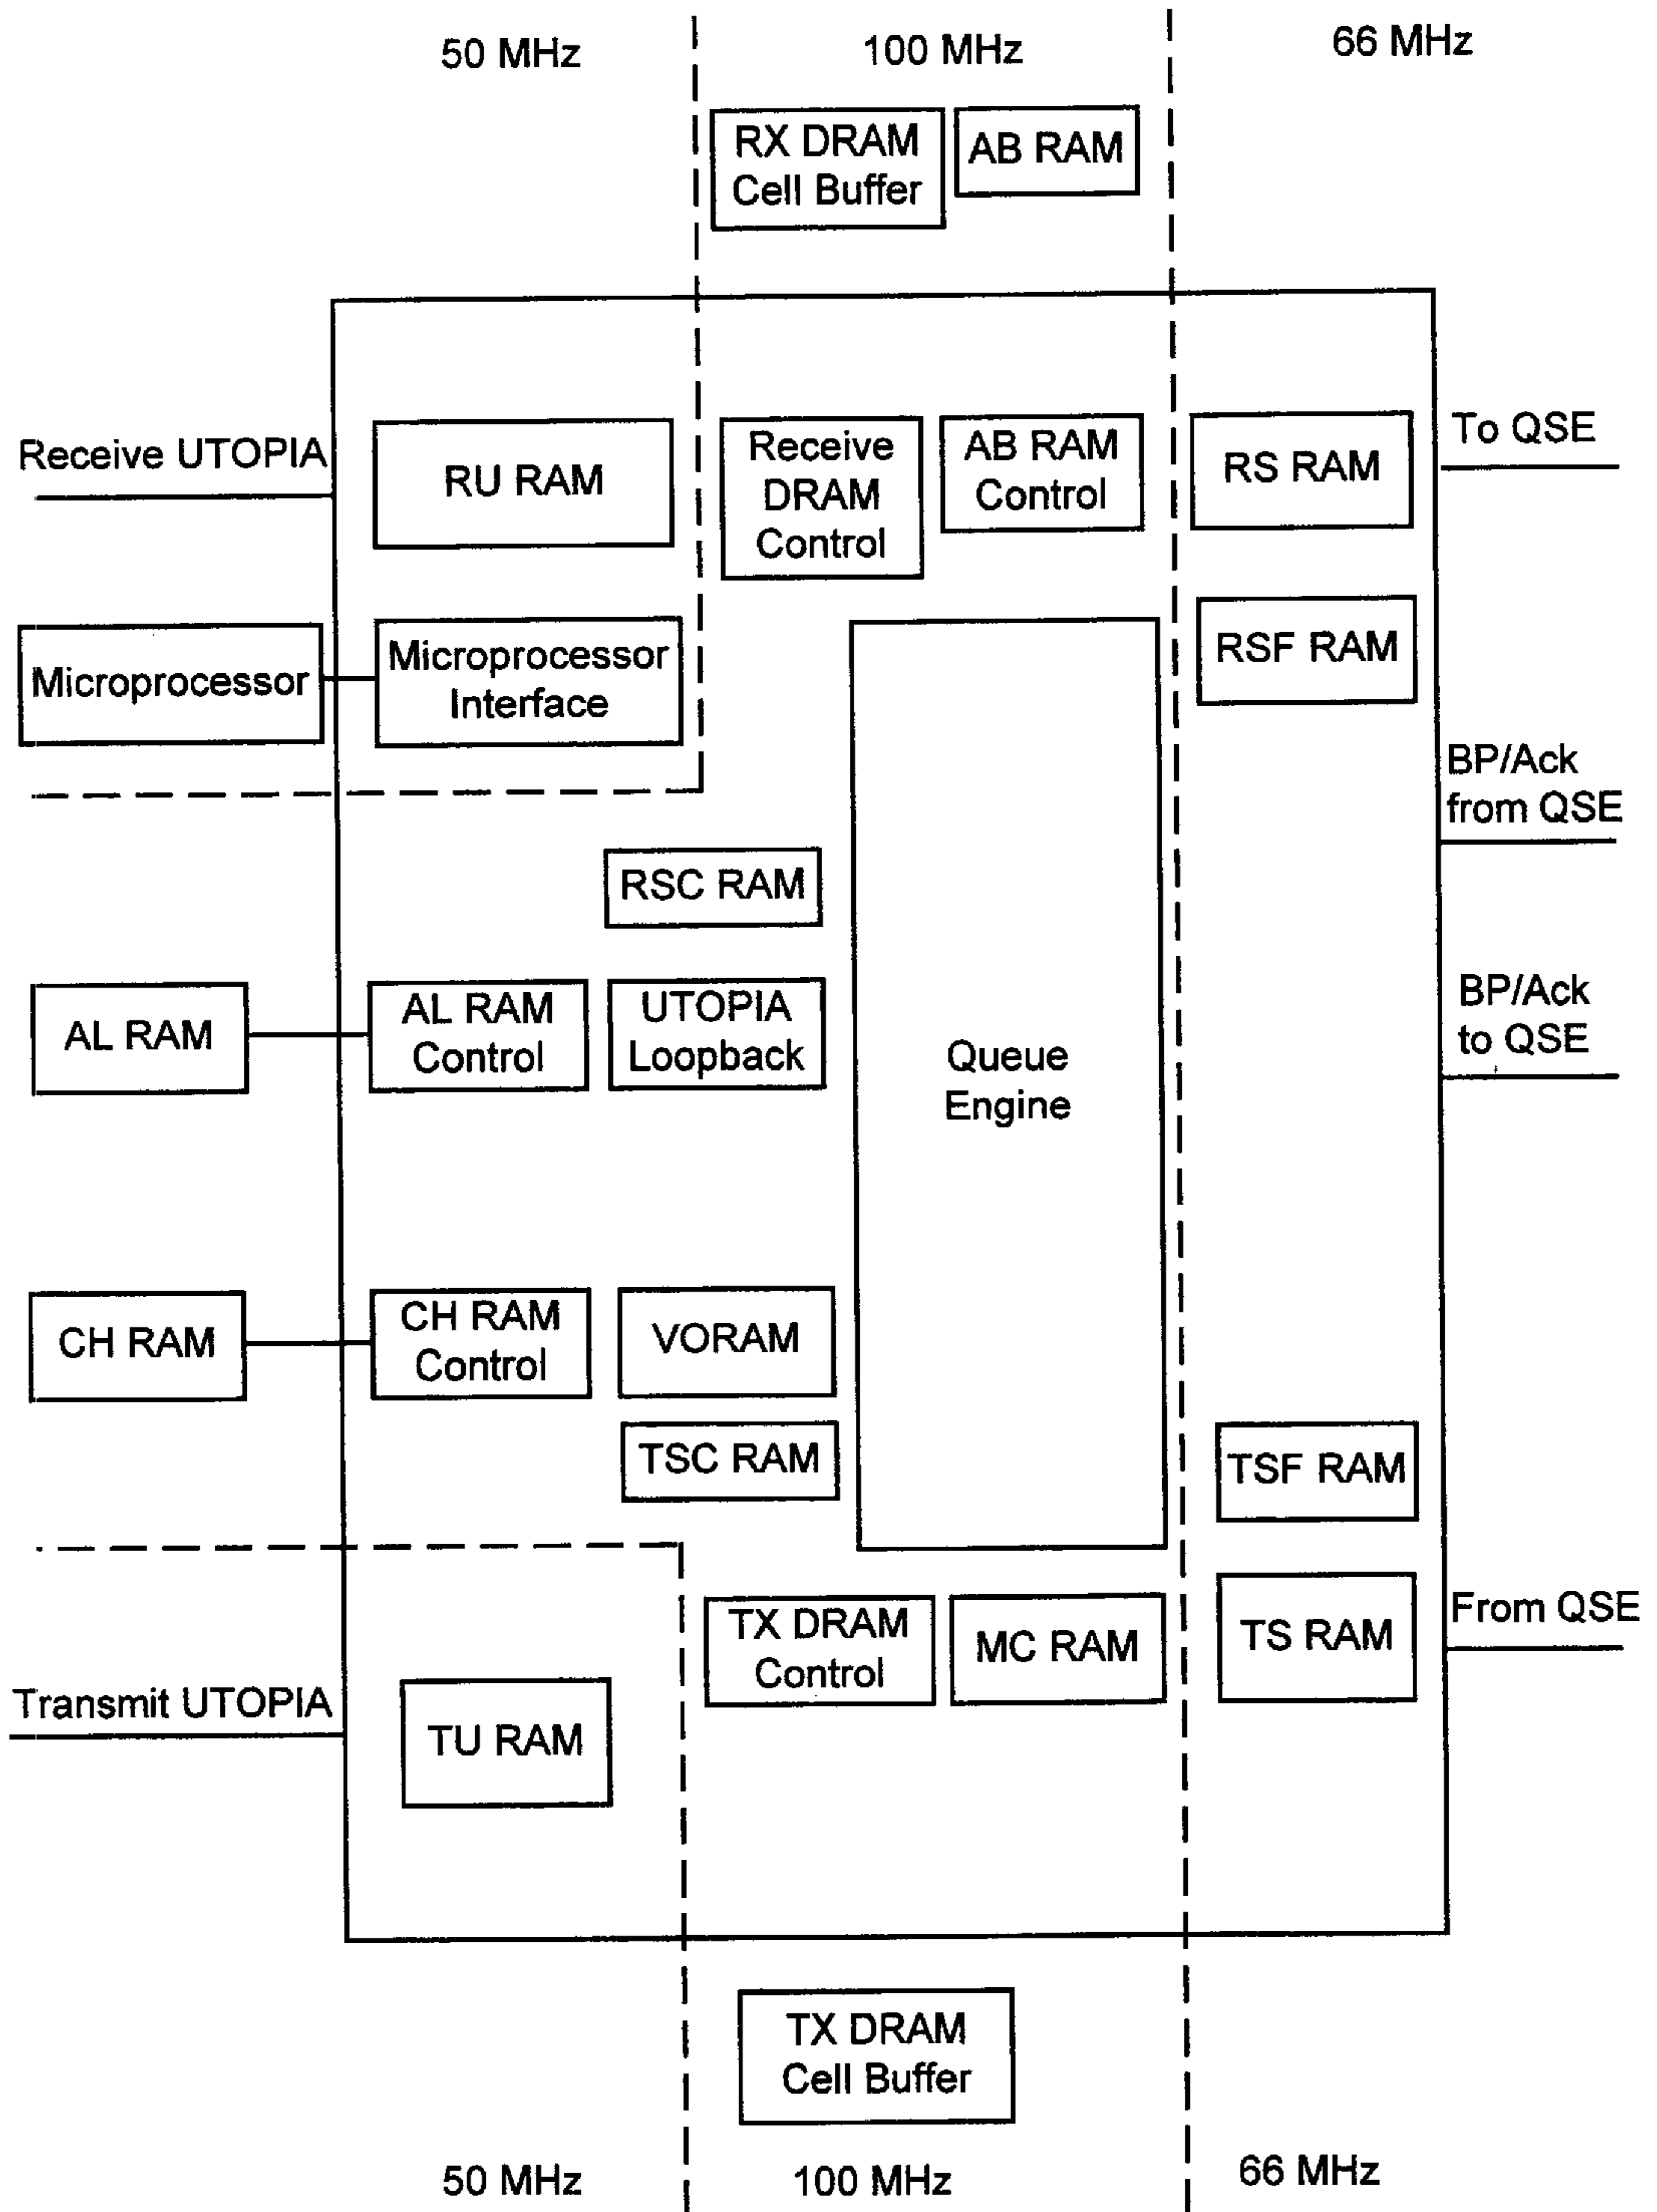 50 MHz
100 MHz
66 MHz
RX DRAM
Cell Buffer
AB RAM
Receive UTOPIA
RU RAM
Receive
DRAM
Control
AB RAM
Control
RS RAM
To QSE
Microprocessor
Microprocessor
Interface
RSF RAM
BP/Ack
from QSE
RSC RAM
AL RAM
AL RAM
Control
UTOPIA
Loopback
Queue
Engine
BP/Ack
to QSE
CH RAM
CH RAM
Control
VORAM
TSC RAM
TSF RAM
TX DRAM
Control
MC RAM
TS RAM
From QSE
Transmit UTOPIA
TU RAM
TX DRAM
Cell Buffer
50 MHz
100 MHz
66 MHz